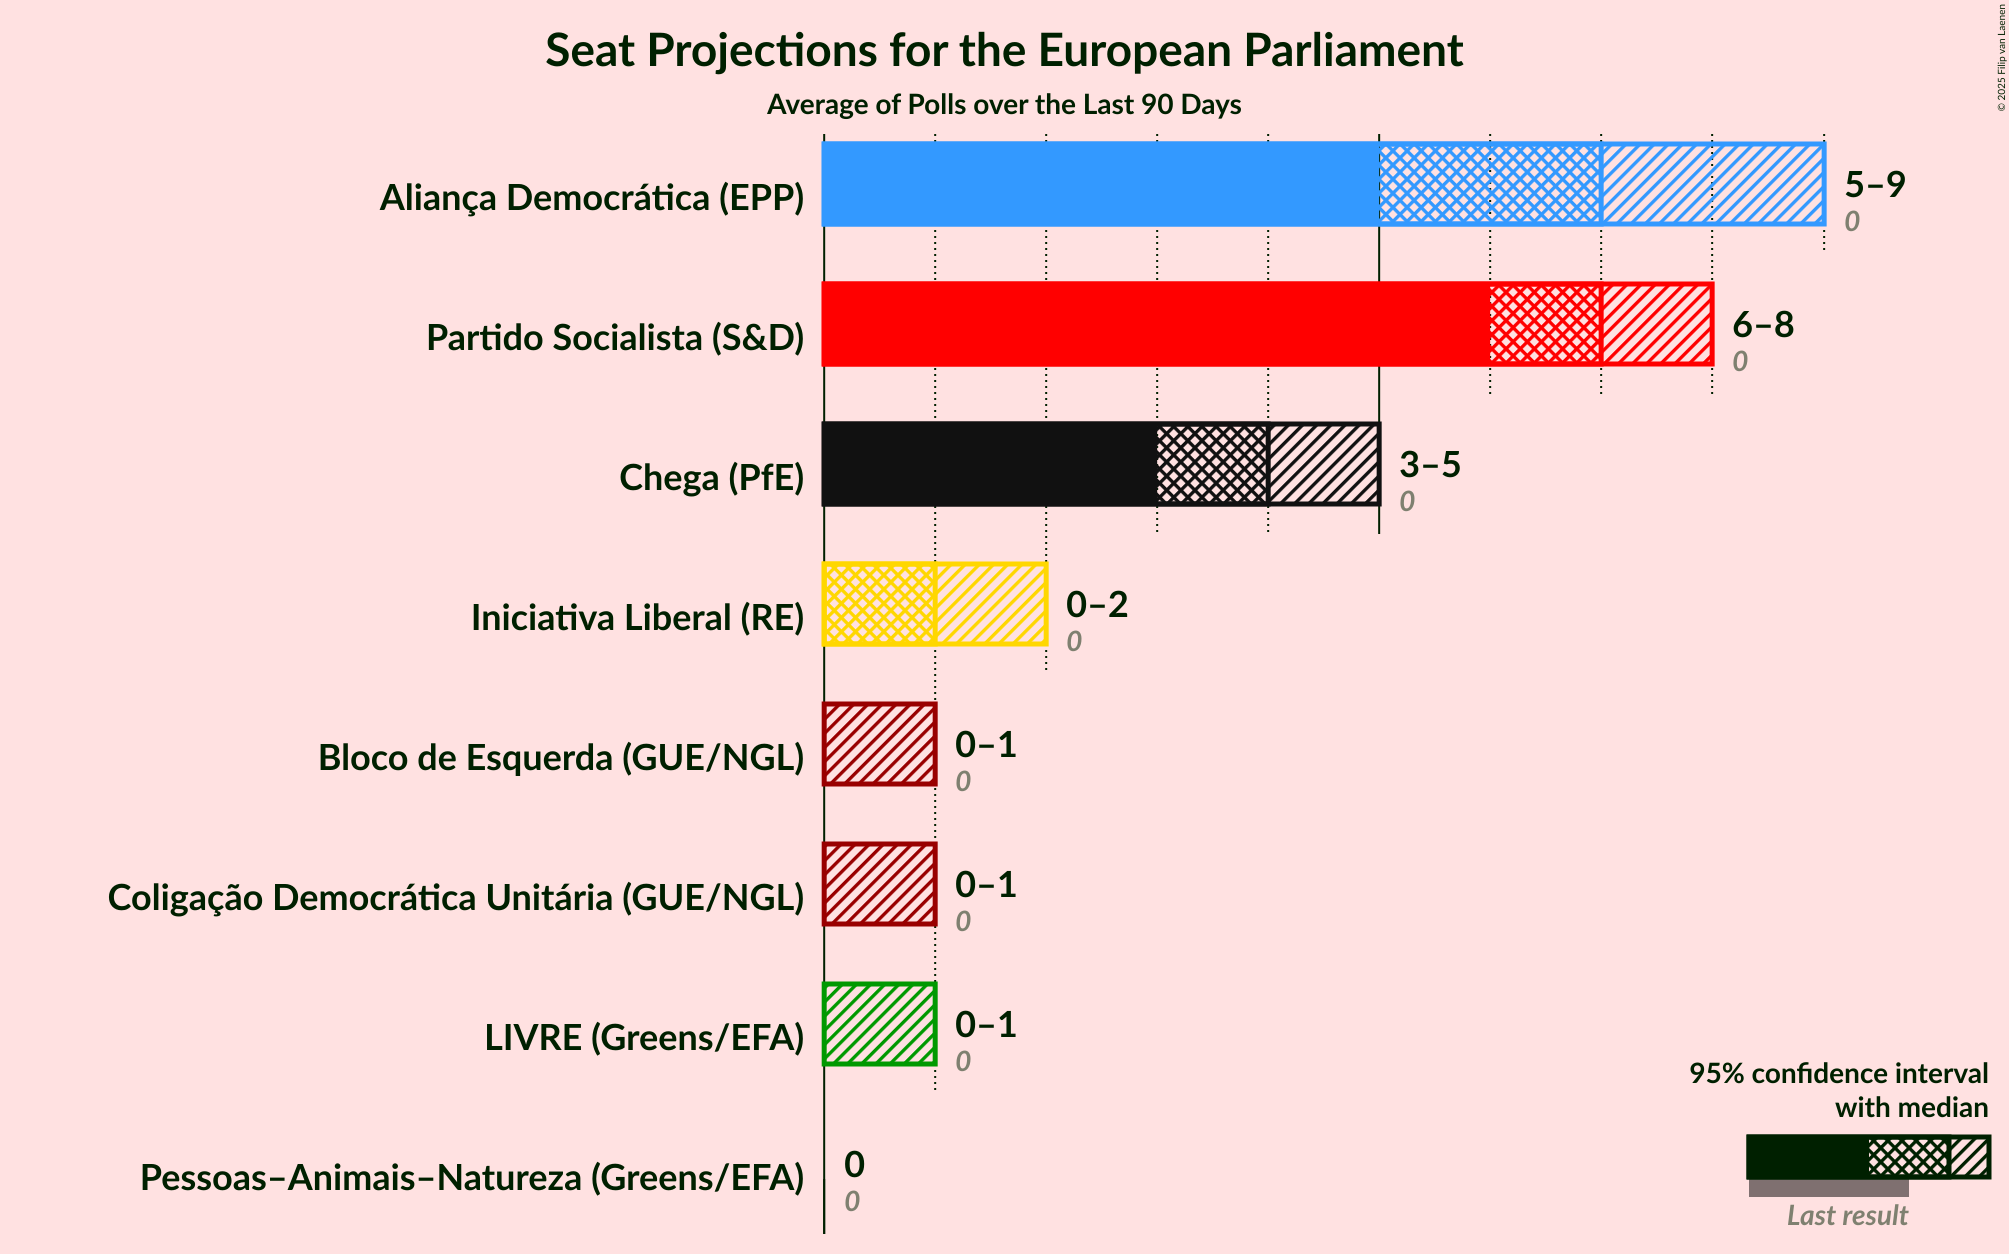 Seat Projections for the European Parliament
Average of Polls over the Last 90 Days
© 2025 Filip van Laenen
Aliança Democrática (EPP)
5–9
0
Partido Socialista (S&D)
6–8
0
Chega (PfE)
3–5
0
Iniciativa Liberal (RE)
0–2
0
Bloco de Esquerda (GUE/NGL)
0–1
0
Coligação Democrática Unitária (GUE/NGL)
0–1
0
LIVRE (Greens/EFA)
0–1
0
Pessoas–Animais–Natureza (Greens/EFA)
0
0
95% confidence interval
with median
Last result